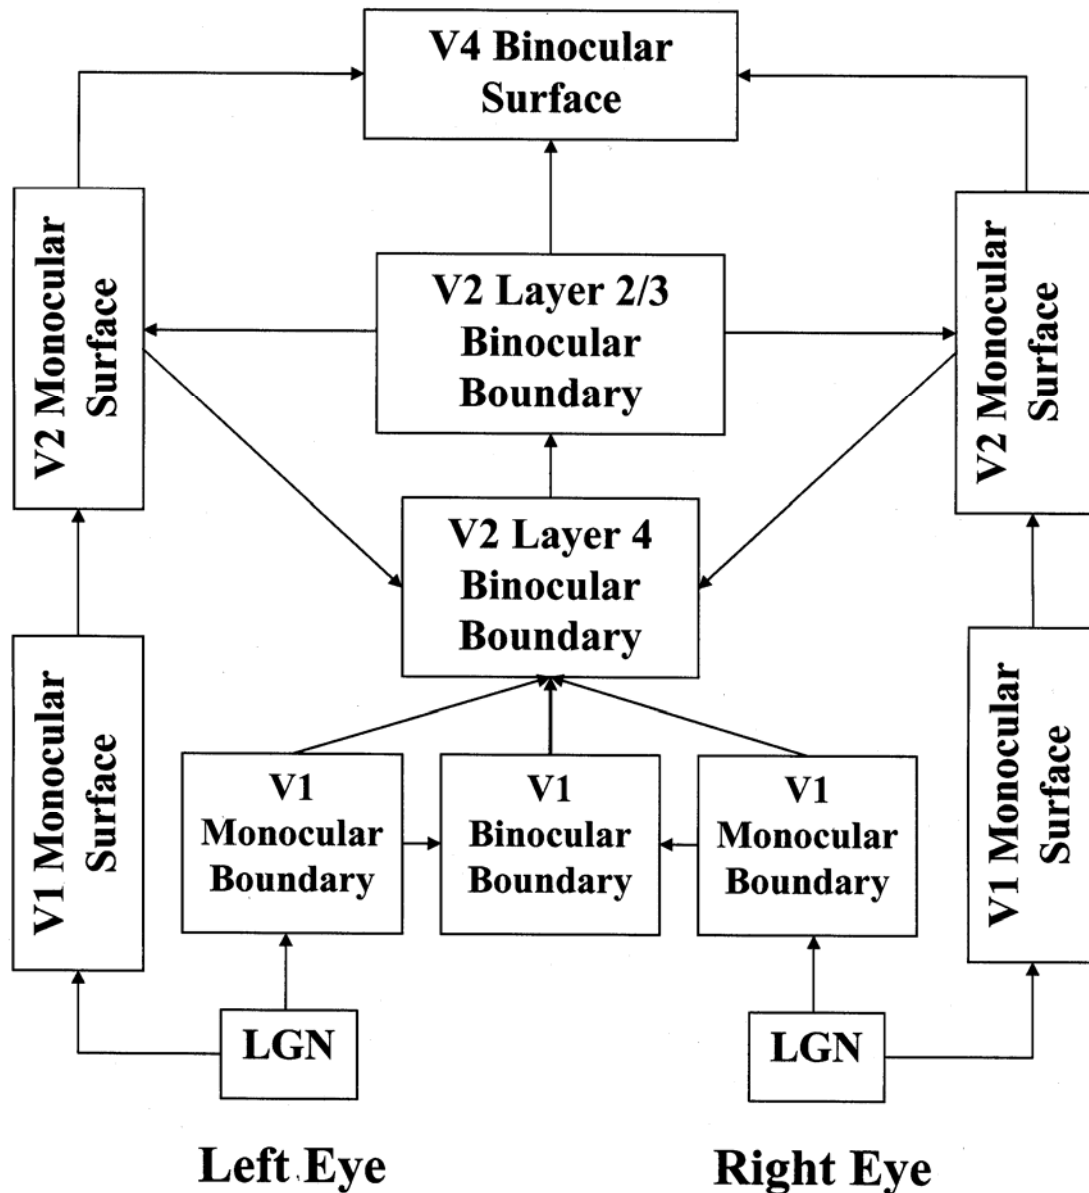 V4 Binocular
Surface
V2 Monocular
Surface
V2 Layer 2/3
Binocular
Boundary
V2 Monocular
Surface
V2 Layer 4
Binocular
Boundary
V1 Monocular
Surface
V1
Monocular
Boundary
V1
Binocular
Boundary
V1
Monocular
Boundary
V1 Monocular
Surface
LGN
LGN
Left Eye
Right Eye